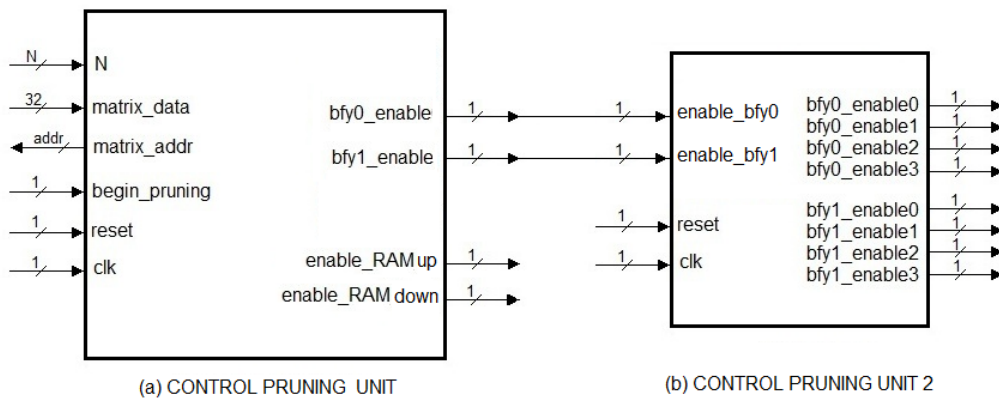 N
N
32
matrix_data
addr
matrix_addr
1
begin_pruning
1
reset
1
clk
bfy0_enable
1
bfy1_enable
1
enable_RAM up
1
enable_RAM down
1
(a) CONTROL PRUNING UNIT
1
enable_bfy0
1
enable_bfy1
1
reset
1
clk
bfy0_enable0
1
bfy0_enable1
1
bfy0_enable2
1
bfy0_enable3
1
bfy1_enable0
1
bfy1_enable1
1
bfy1_enable2
1
bfy1_enable3
1
(b) CONTROL PRUNING UNIT 2